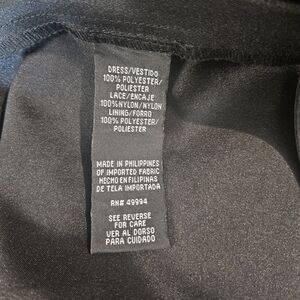 DRESS/VESTIDO
100% POLYESTER/
POLIESTER
LACE/ENCAJE
100%NYLON/NYLON
LINING/FORRO
100% POLYESTER/
POLIESTER
MADE IN PHILIPPINES
OF IMPORTED FABRIC
HECHO EN FILIPINAS
DE TELA IMPORTADA
RN# 49994
SEE REVERSE
FOR CARE
VER AL DORSO
PARA CUIDADO